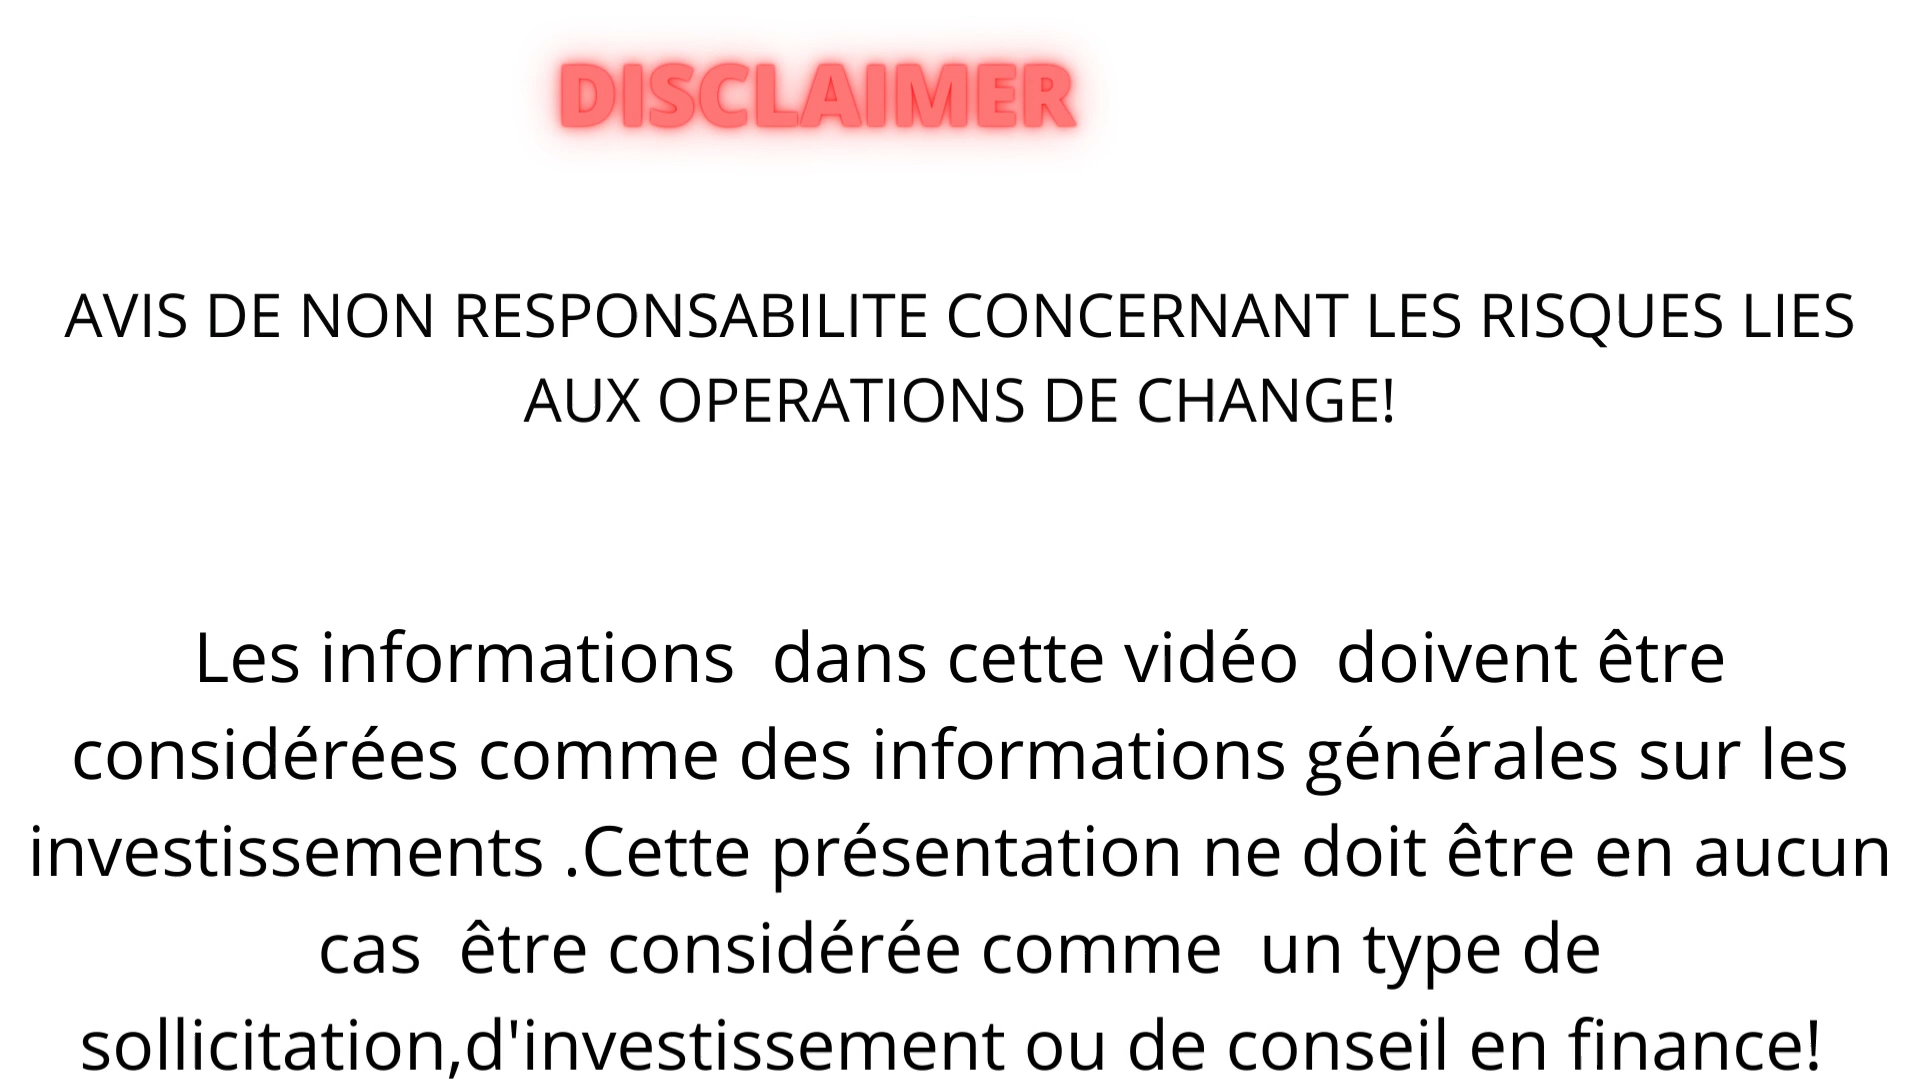 DISCLAIMER
AVIS DE NON RESPONSABILITE CONCERNANT LES RISQUES LIES
AUX OPERATIONS DE CHANGE!
Les informations  dans cette vidéo  doivent être
considérées comme des informations générales sur les
investissements .Cette présentation ne doit être en aucun
cas  être considérée comme  un type de
sollicitation,d'investissement ou de conseil en finance!